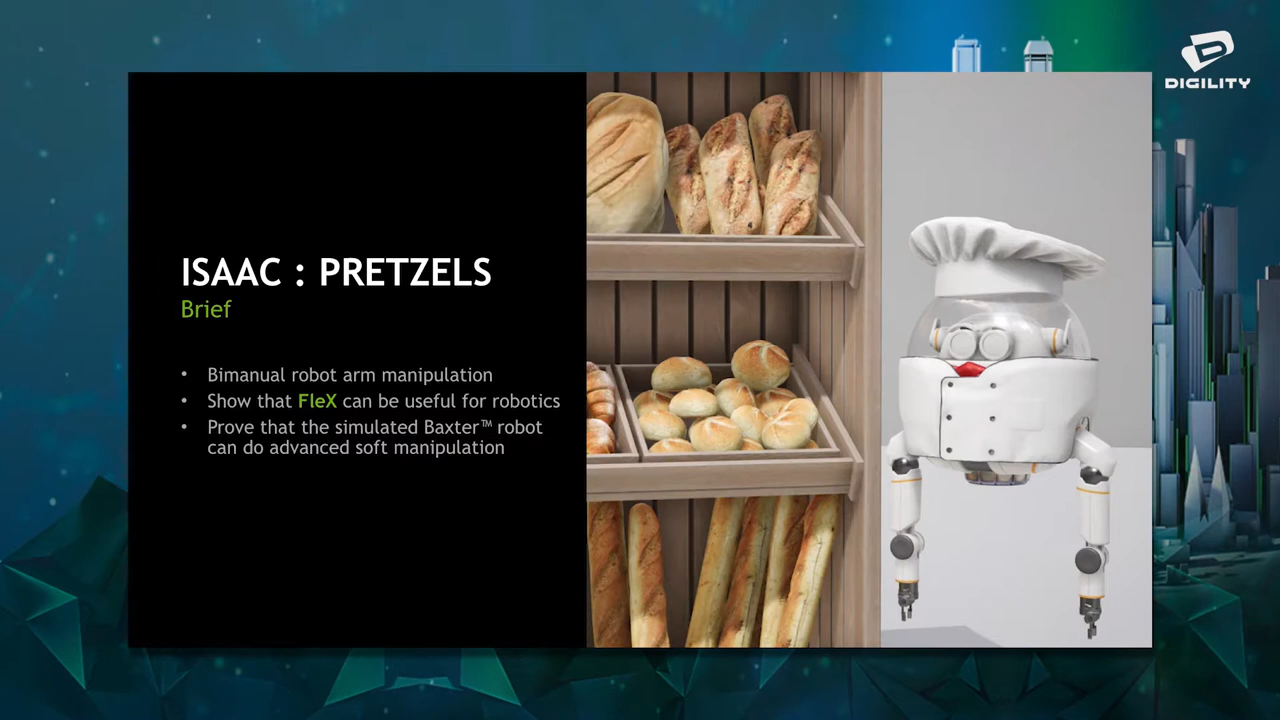 DIGILITY
ISAAC : PRETZELS
Brief
• Bimanual robot arm manipulation
• Show that FleX can be useful for robotics
• Prove that the simulated Baxter™ robot
can do advanced soft manipulation